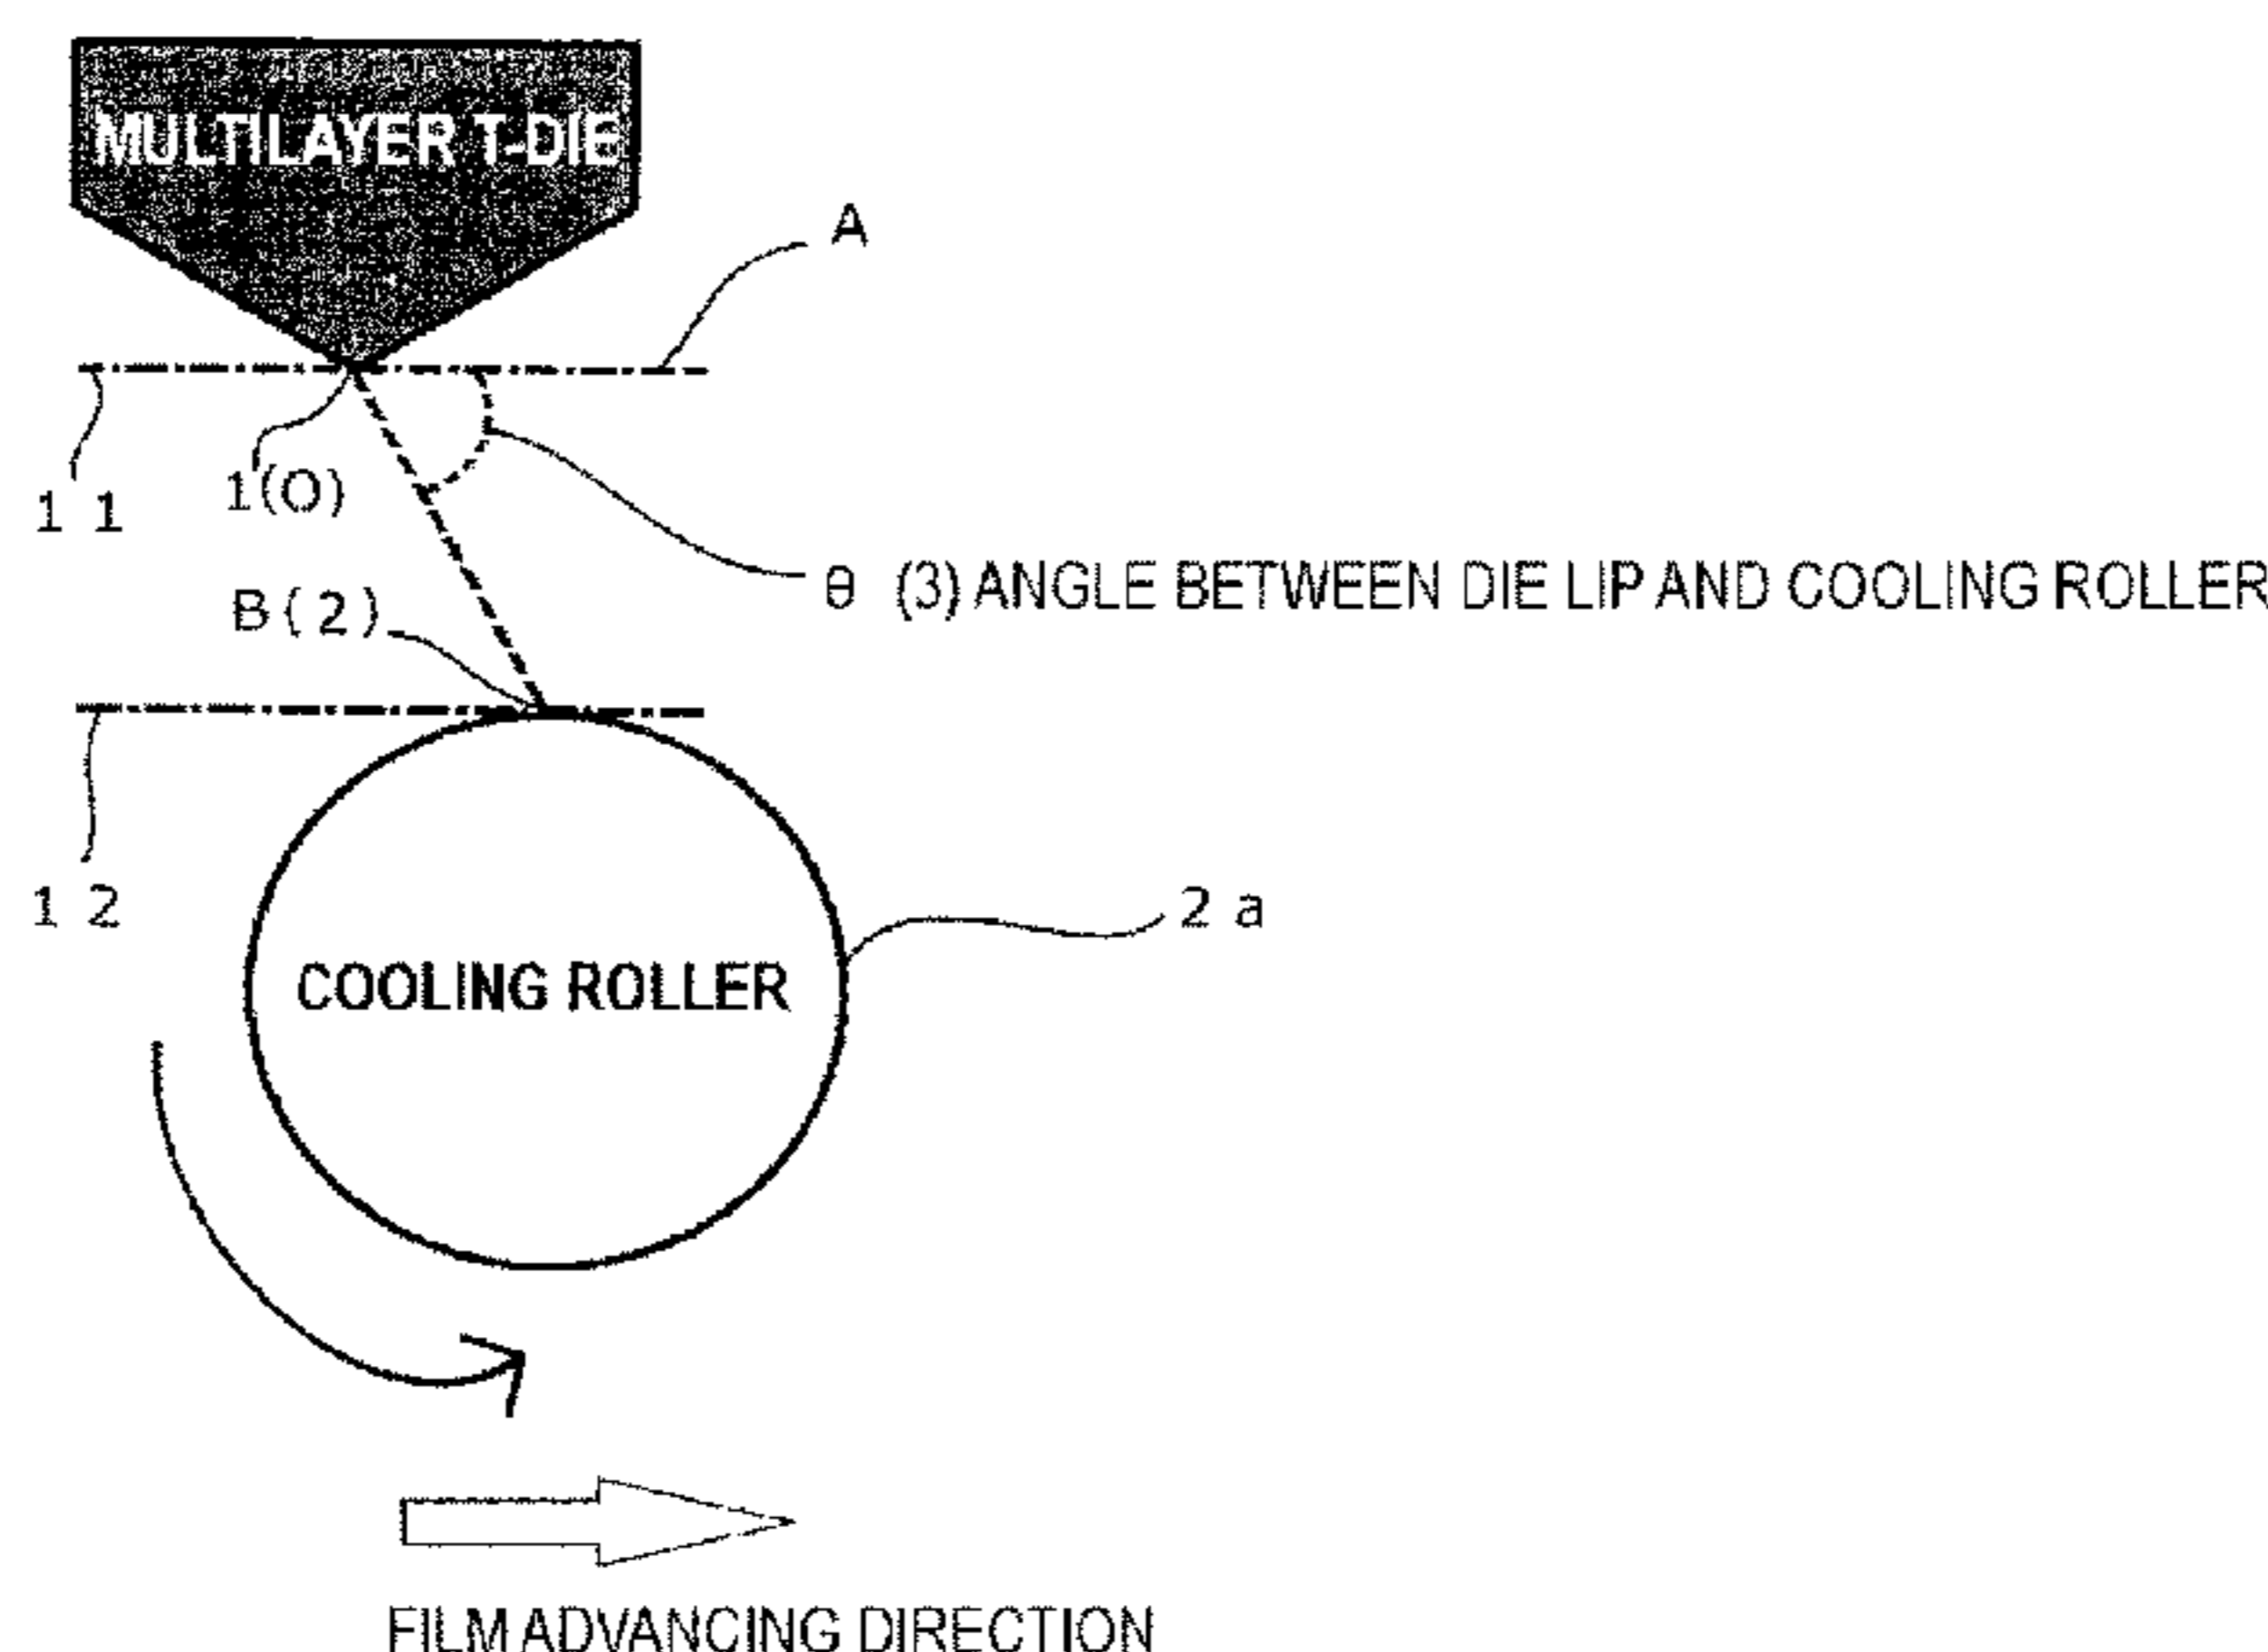 MULTILAYER T-DIE
A
1 1
1(O)
θ (3) ANGLE BETWEEN DIE LIP AND COOLING ROLLER
B(2)
1 2
2 a
COOLING ROLLER
FILM ADVANCING DIRECTION